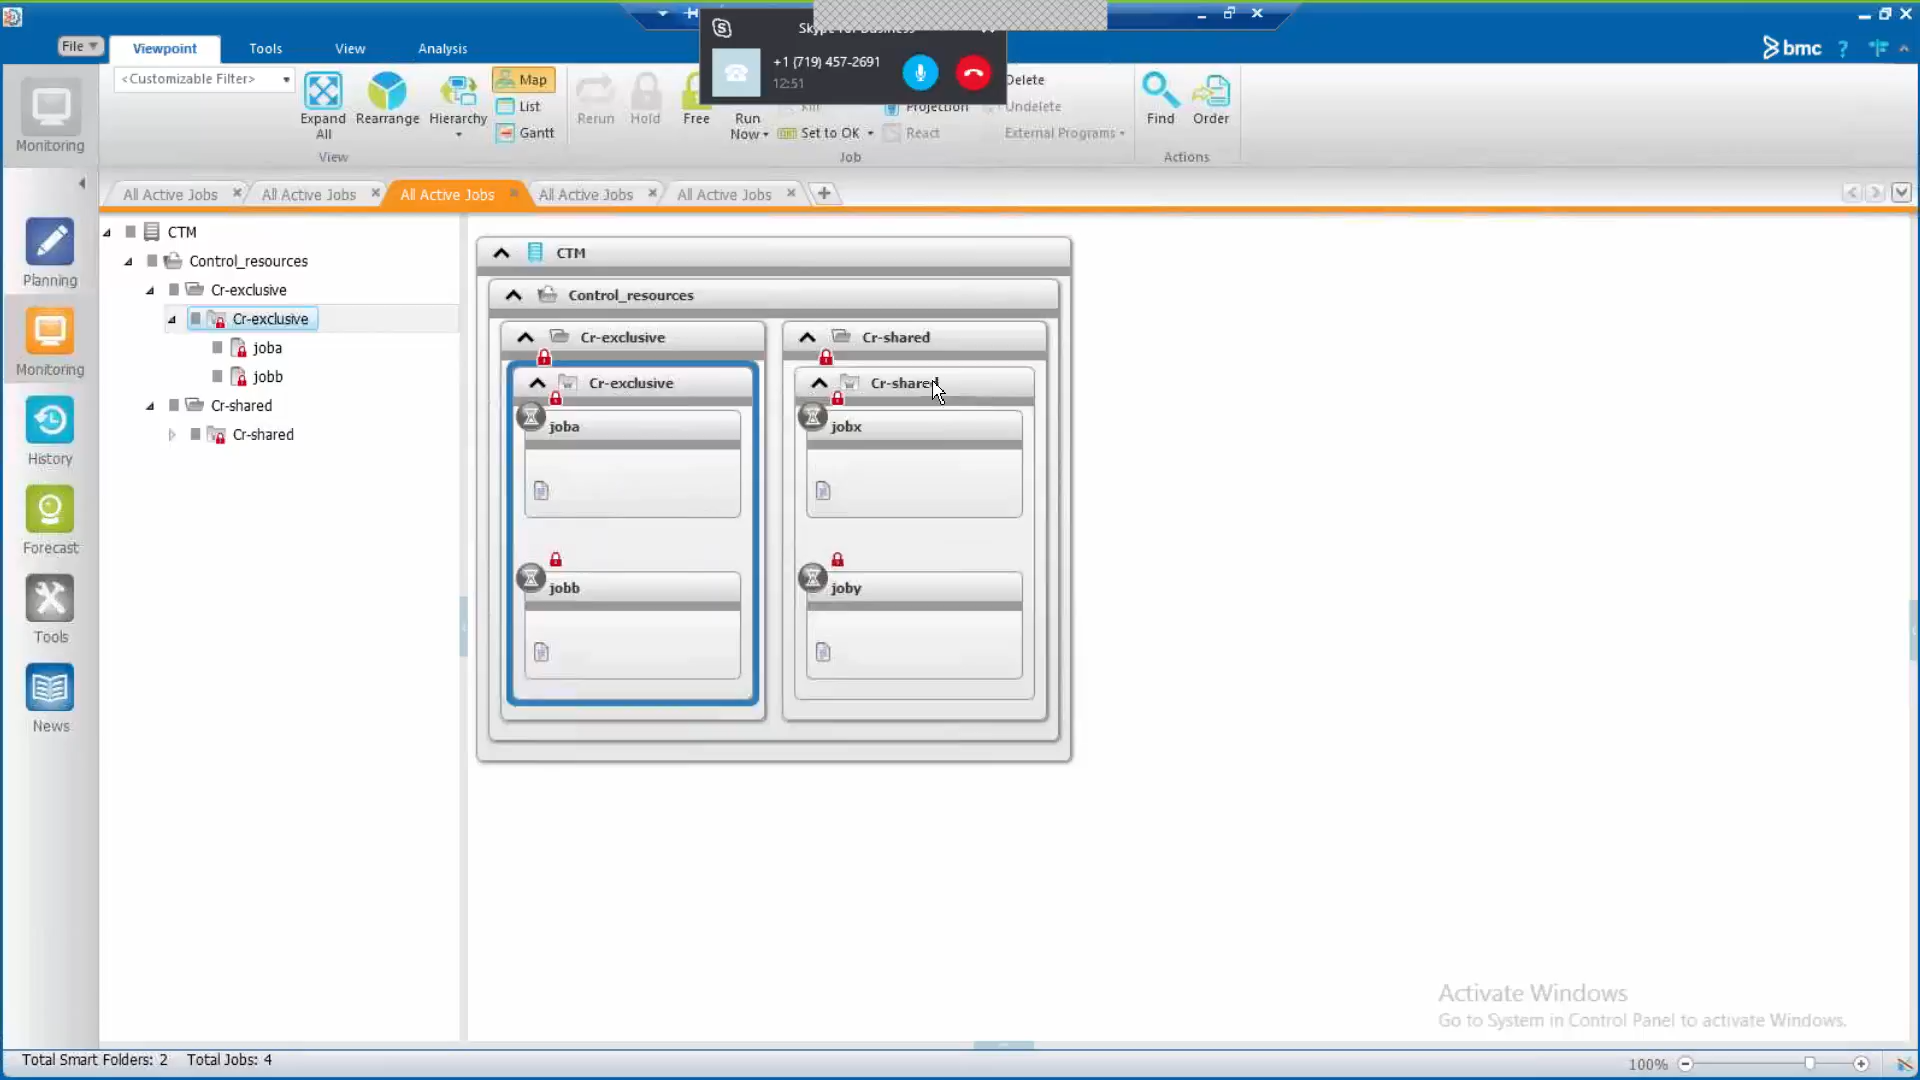 File
Viewpoint
Tools
View
Analysis
Skype for Business
+1 (719) 457-2691
12:51
bmc
?
<Customizable Filter>
Expand All
Rearrange
Hierarchy
Map
List
Gantt
View
Rerun
Hold
Free
Run Now
Kill
Set to OK
Projection
React
Delete
Undelete
External Programs
Job
Find
Order
Actions
All Active Jobs
All Active Jobs
All Active Jobs
All Active Jobs
All Active Jobs
Monitoring
Planning
Monitoring
History
Forecast
Tools
News
CTM
Control_resources
Cr-exclusive
Cr-exclusive
joba
jobb
Cr-shared
Cr-shared
CTM
Control_resources
Cr-exclusive
Cr-exclusive
joba
jobb
Cr-shared
Cr-shared
jobx
joby
Activate Windows
Go to System in Control Panel to activate Windows.
Total Smart Folders: 2 Total Jobs: 4
100%